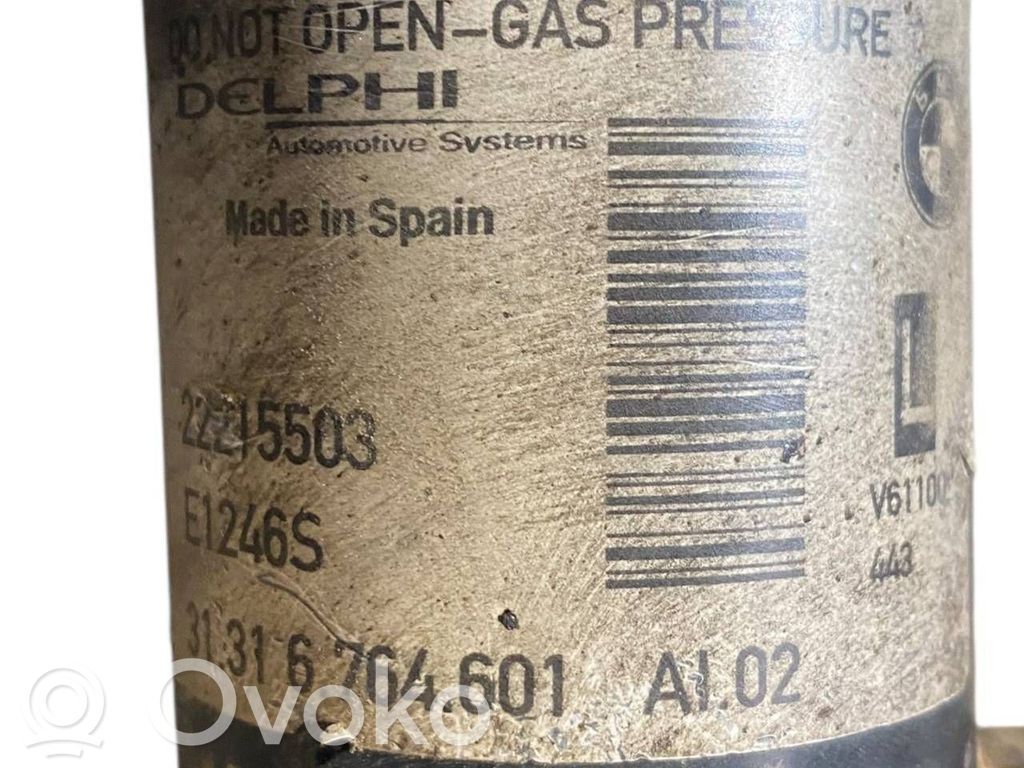 DO NOT OPEN-GAS PRESSURE
DELPHI
Automotive Systems
Made in Spain
L
22215503
E1246S
V61100
443
31.31 6 764.601 AI.02
Ovoko